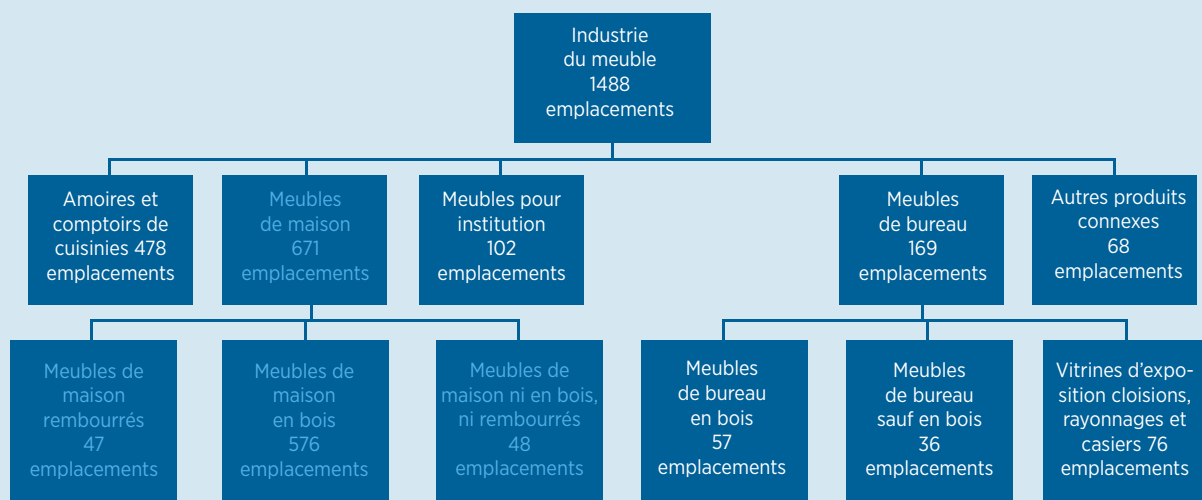 Industrie
du meuble
1488
emplacements
Amoires et
comptoirs de
cuisinies 478
emplacements
Meubles
de maison
671
emplacements
Meubles pour
institution
102
emplacements
Meubles
de bureau
169
emplacements
Autres produits
connexes
68
emplacements
Meubles de
maison
rembourrés
47
emplacements
Meubles de
maison
en bois
576
emplacements
Meubles de
maison ni en bois,
ni rembourrés
48
emplacements
Meubles
de bureau
en bois
57
emplacements
Meubles
de bureau
sauf en bois
36
emplacements
Vitrines d’expo-
sition cloisions,
rayonnages et
casiers 76
emplacements